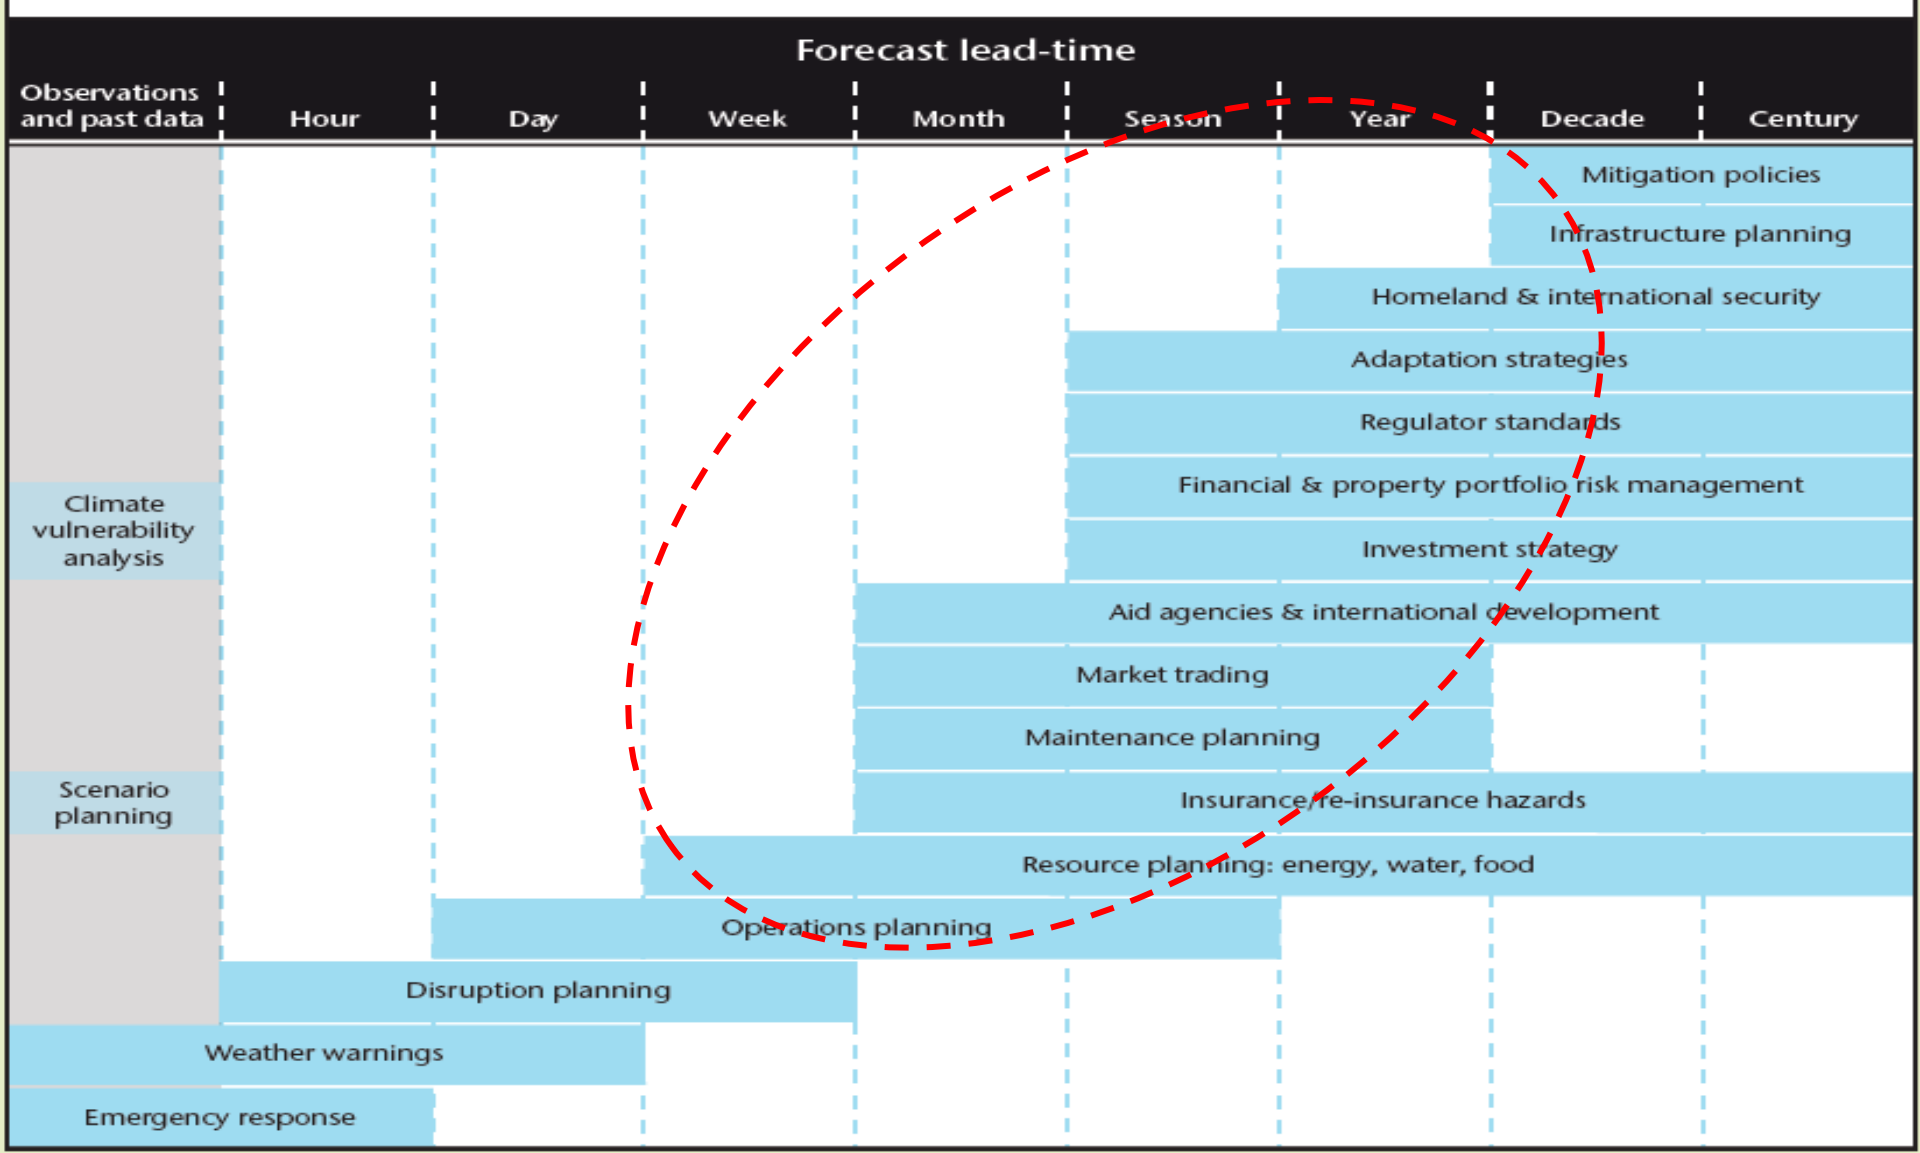 Forecast lead-time
Observations
and past data
Hour
Day
Week
Month
Season
Year
Decade
Century
Mitigation policies
Infrastructure planning
Homeland & international security
Adaptation strategies
Regulator standards
Financial & property portfolio risk management
Climate
vulnerability
analysis
Investment strategy
Aid agencies & international development
Market trading
Maintenance planning
Scenario
planning
Insurance/re-insurance hazards
Resource planning: energy, water, food
Operations planning
Disruption planning
Weather warnings
Emergency response